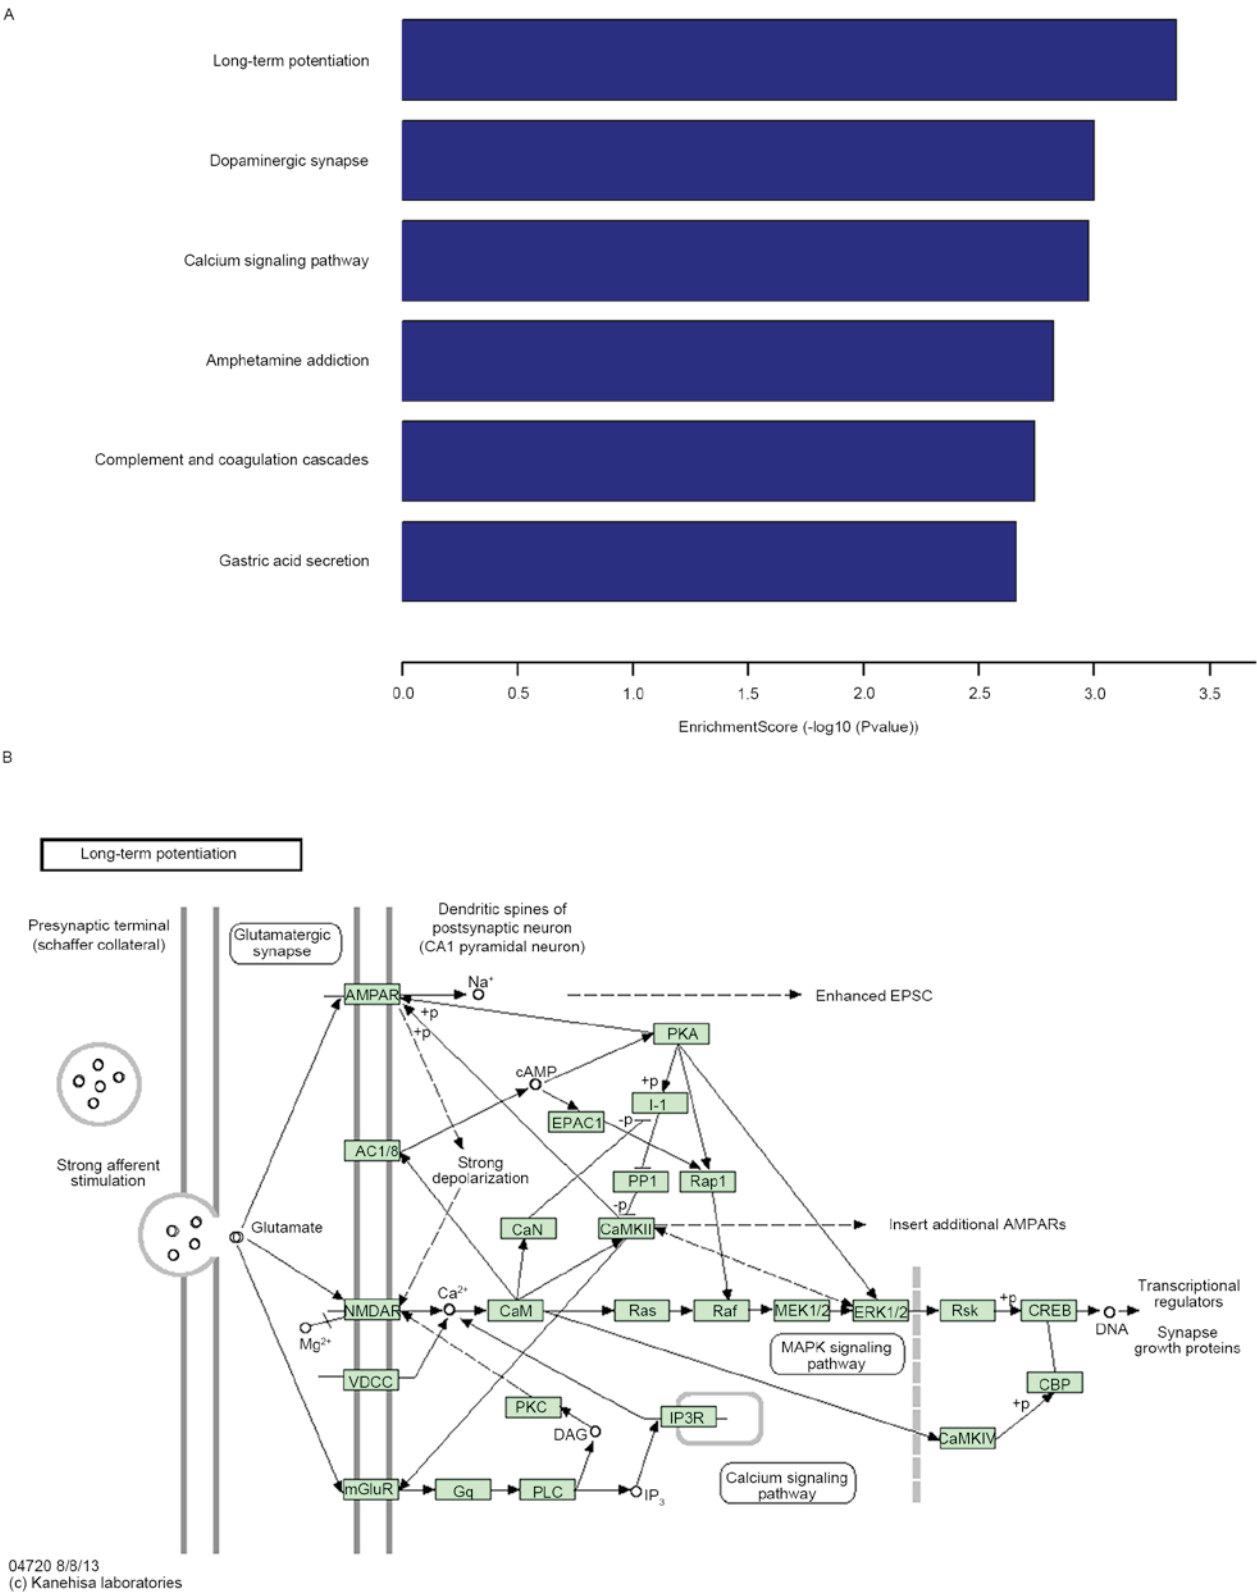 A
Long-term potentiation
Dopaminergic synapse
Calcium signaling pathway
Amphetamine addiction
Complement and coagulation cascades
Gastric acid secretion
0.0 0.5 1.0 1.5 2.0 2.5 3.0 3.5
EnrichmentScore (-log10 (Pvalue))
B
Long-term potentiation
Presynaptic terminal
(schaffer collateral)
Glutamatergic
synapse
Dendritic spines of
postsynaptic neuron
(CA1 pyramidal neuron)
AMPAR
Na⁺
Enhanced EPSC
+p
+p
PKA
cAMP
+p
I-1
EPAC1
-p
AC1/8
Strong afferent
stimulation
Strong
depolarization
PP1
Rap1
-p
Glutamate
CaN
CaMKII
Insert additional AMPARs
NMDAR
Ca²⁺
CaM
Ras
Raf
MEK1/2
ERK1/2
Rsk
+p
CREB
DNA
Transcriptional
regulators
Synapse
growth proteins
Mg²⁺
MAPK signaling
pathway
VDCC
CBP
+p
PKC
IP3R
DAG
CaMKIV
mGluR
Gq
PLC
IP₃
Calcium signaling
pathway
04720 8/8/13
(c) Kanehisa laboratories